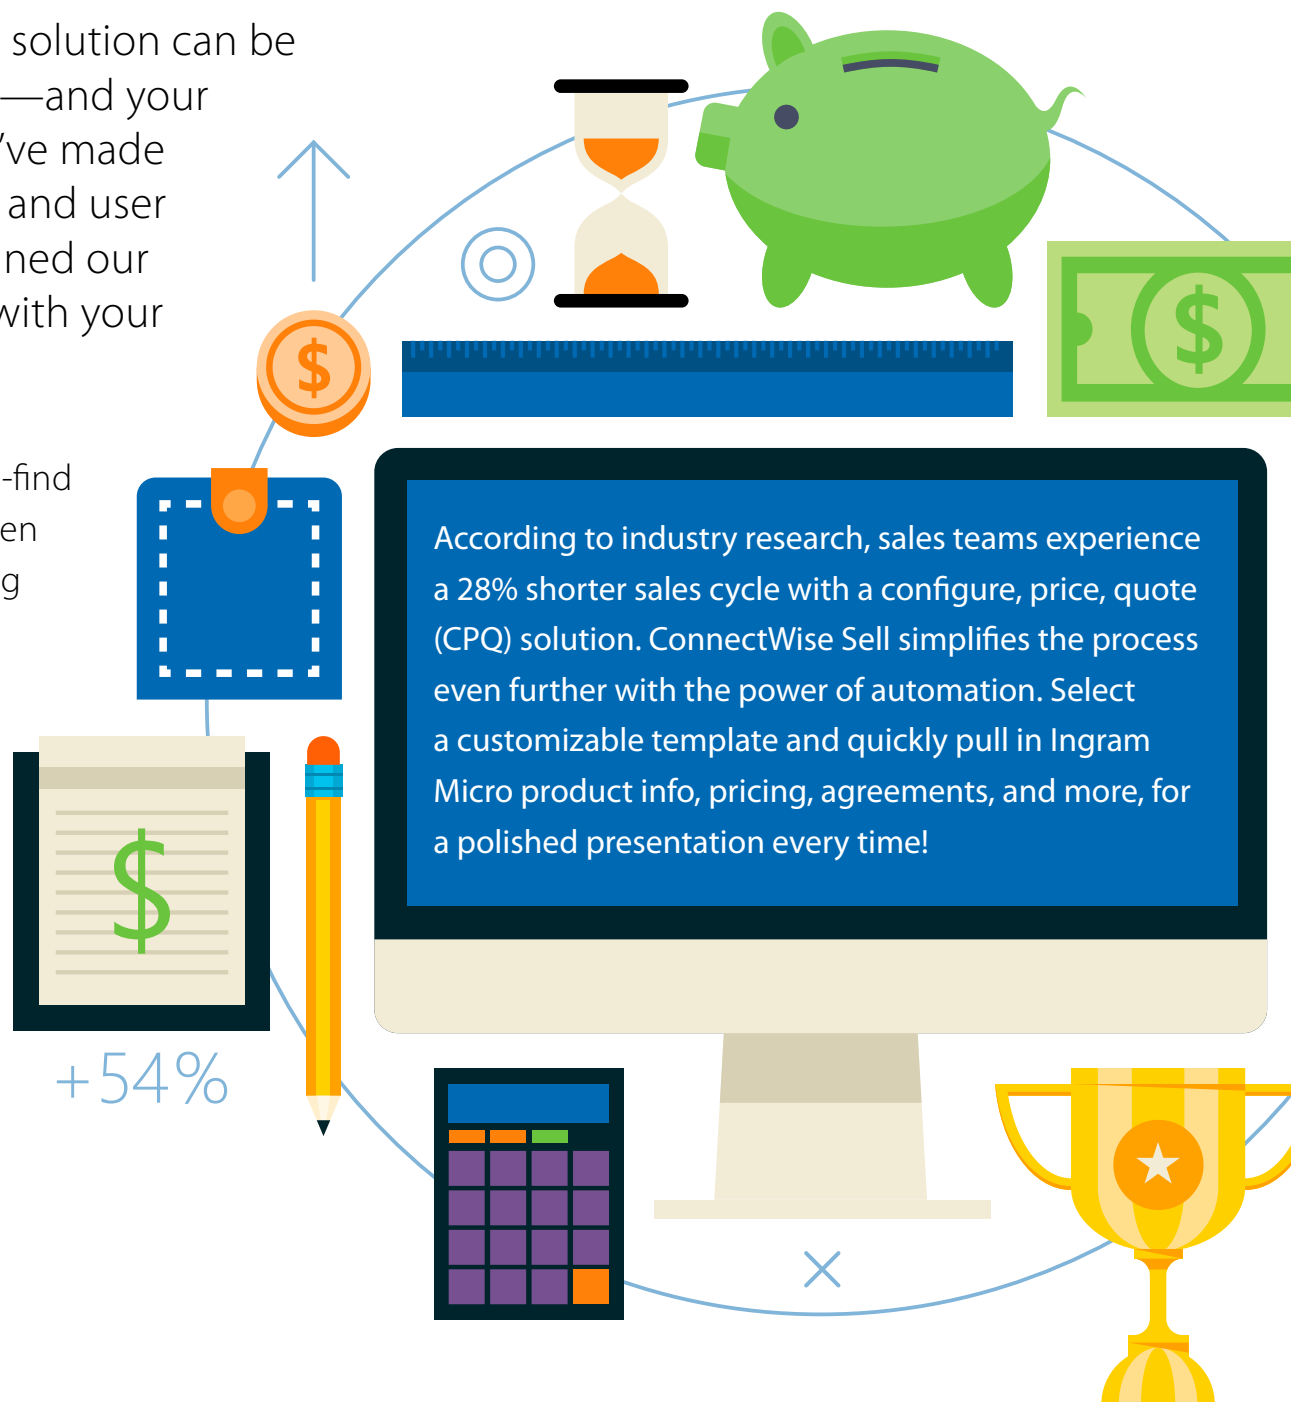 solution can be
—and your
’ve made
and user
ned our
with your
$
$
-find
en
g
According to industry research, sales teams experience
a 28% shorter sales cycle with a configure, price, quote
(CPQ) solution. ConnectWise Sell simplifies the process
even further with the power of automation. Select
a customizable template and quickly pull in Ingram
Micro product info, pricing, agreements, and more, for
a polished presentation every time!
$
+54%